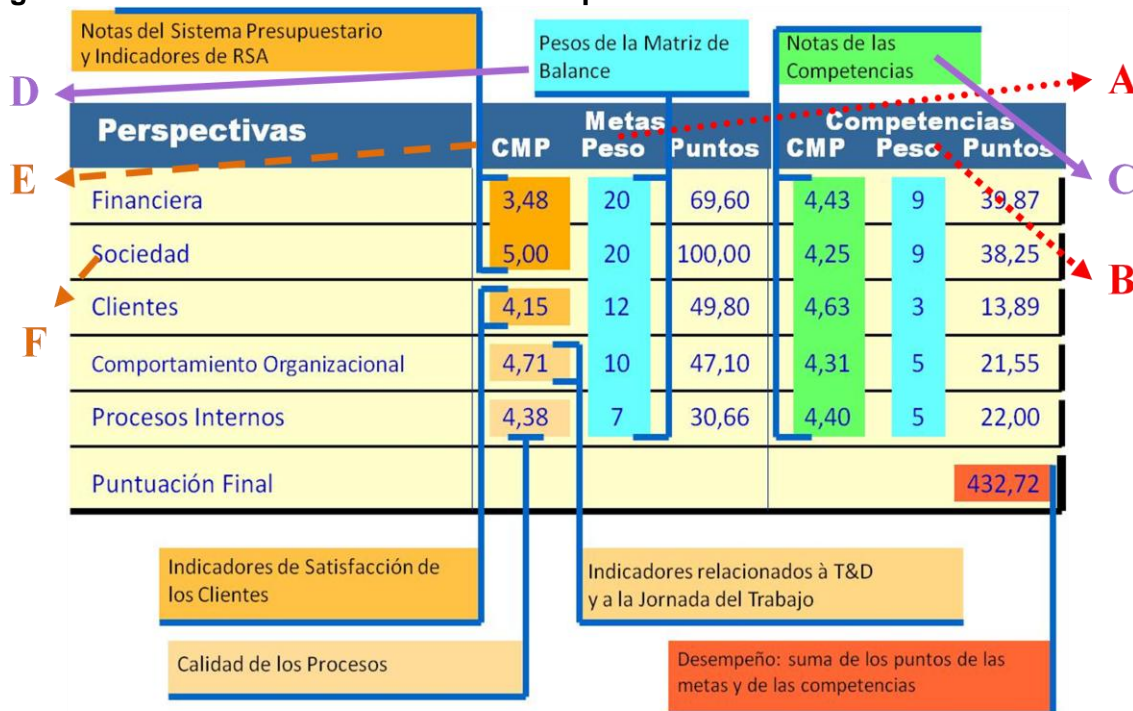 Notas del Sistema Presupuestario
y Indicadores de RSA
Pesos de la Matriz de
Balance
Notas de las
Competencias
D
A
Perspectivas
Metas
Competencias
CMP Peso Puntos CMP Peso Puntos
E
C
Financiera 3,48 20 69,60 4,43 9 39,87
Sociedad 5,00 20 100,00 4,25 9 38,25
B
Clientes 4,15 12 49,80 4,63 3 13,89
F
Comportamiento Organizacional 4,71 10 47,10 4,31 5 21,55
Procesos Internos 4,38 7 30,66 4,40 5 22,00
Puntuación Final 432,72
Indicadores de Satisfacción de
los Clientes
Indicadores relacionados à T&D
y a la Jornada del Trabajo
Calidad de los Procesos
Desempeño: suma de los puntos de las
metas y de las competencias